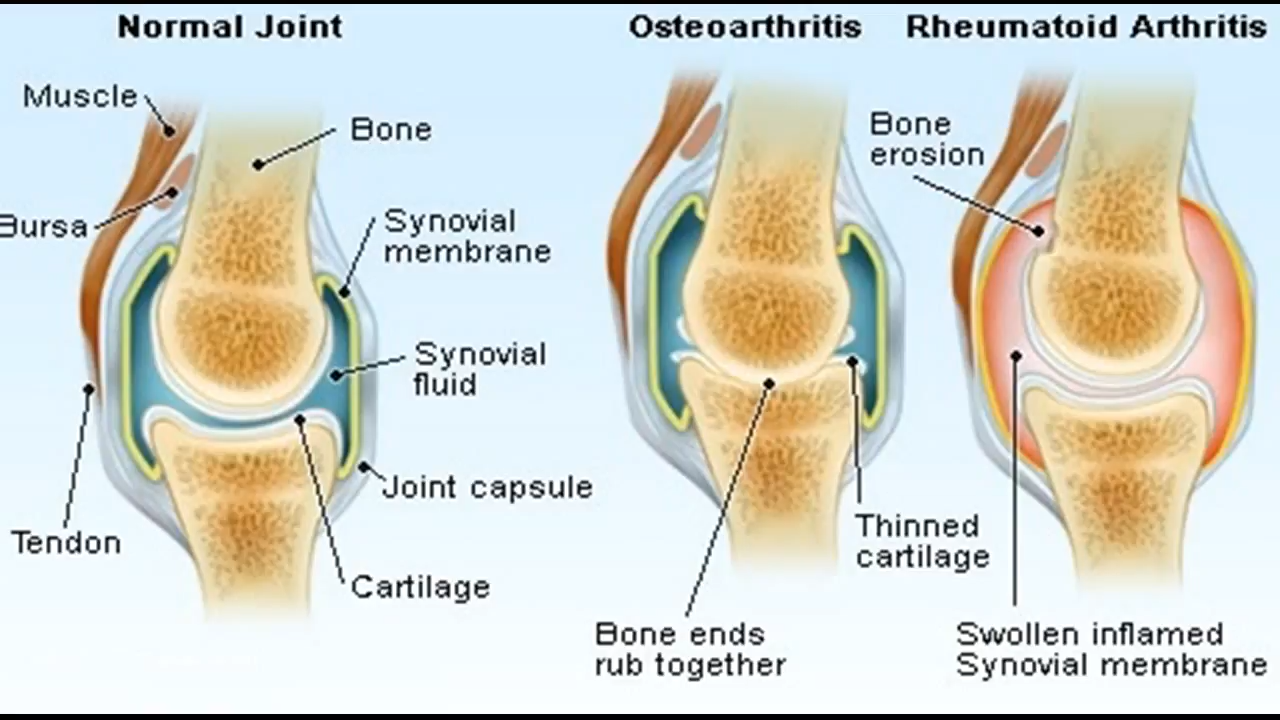 Normal Joint
Osteoarthritis
Rheumatoid Arthritis
Muscle
Bone
Bursa
Synovial
membrane
Synovial
fluid
Joint capsule
Tendon
Cartilage
Bone
erosion
Thinned
cartilage
Bone ends
rub together
Swollen inflamed
Synovial membrane